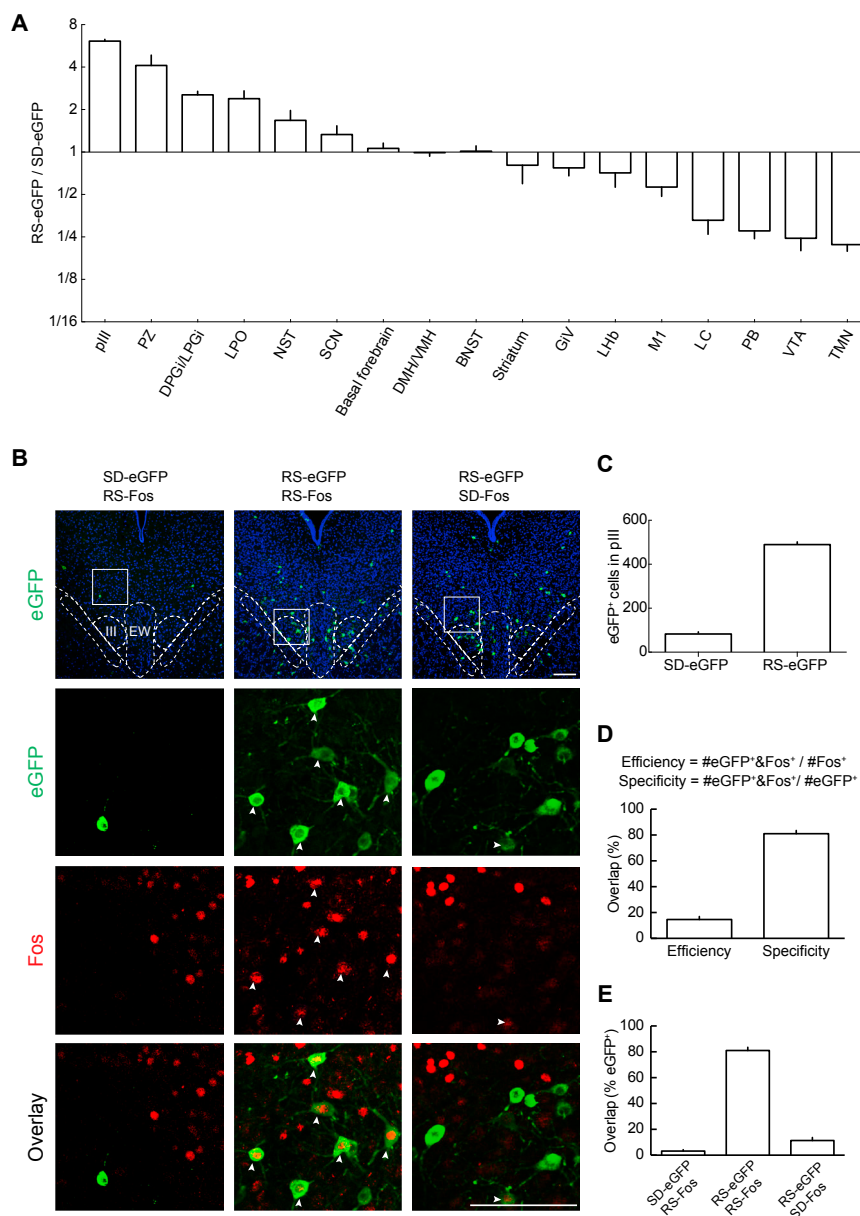 A
RS-eGFP / SD-eGFP
8
4
2
1
1/2
1/4
1/8
1/16
pIII
PZ
DPGi/LPGi
LPO
NST
SCN
Basal forebrain
DMH/VMH
BNST
Striatum
GiV
LHb
M1
LC
PB
VTA
TMN
B
SD-eGFP
RS-Fos
RS-eGFP
RS-Fos
RS-eGFP
SD-Fos
eGFP
III
EW
eGFP
Fos
Overlay
C
eGFP⁺ cells in pIII
600
400
200
0
SD-eGFP
RS-eGFP
D
Efficiency = #eGFP⁺&Fos⁺ / #Fos⁺
Specificity = #eGFP⁺&Fos⁺/ #eGFP⁺
Overlap (%)
100
80
60
40
20
0
Efficiency
Specificity
E
Overlap (% eGFP⁺)
100
80
60
40
20
0
SD-eGFP
RS-Fos
RS-eGFP
RS-Fos
RS-eGFP
SD-Fos